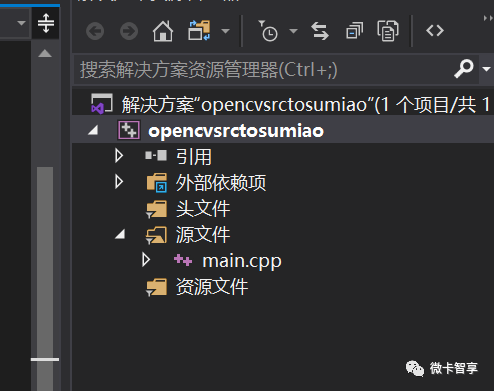 搜索解决方案资源管理器(Ctrl+;)
解决方案"opencvsrctosumiao"(1 个项目/共 1
opencvsrctosumiao
引用
外部依赖项
头文件
源文件
main.cpp
资源文件
微卡智享